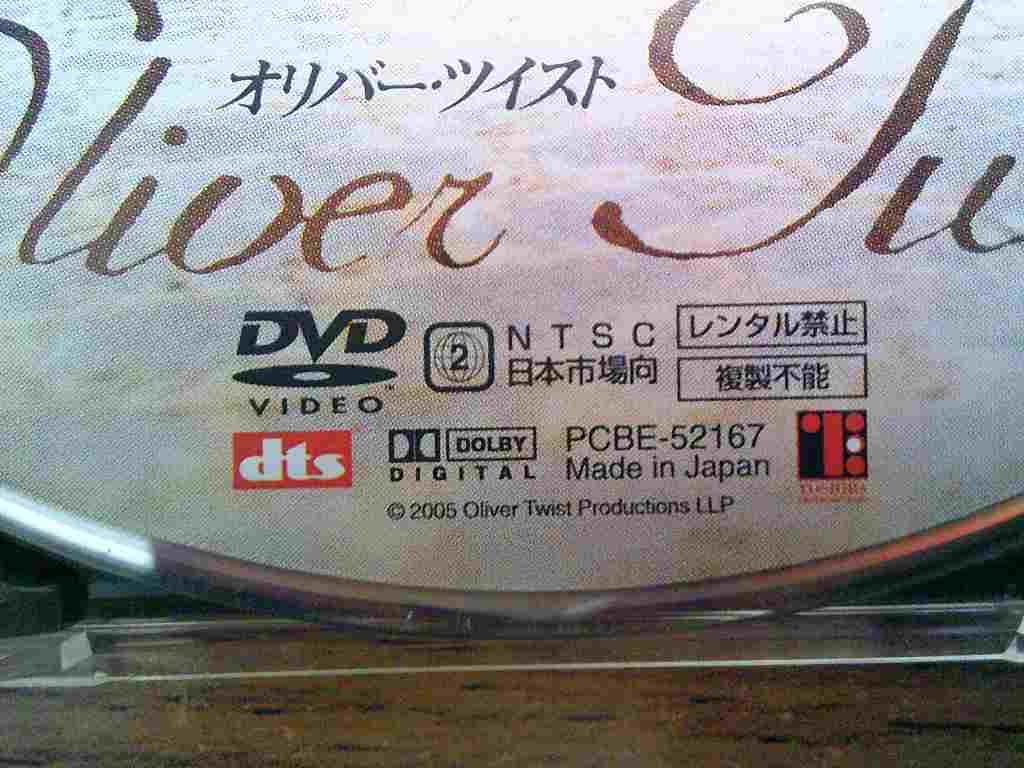 オリバー・ツイスト
Oliver Tw
DVD
VIDEO
2
NTSC
日本市場向
レンタル禁止
複製不能
dts
DOLBY
DIGITAL
PCBE-52167
Made in Japan
© 2005 Oliver Twist Productions LLP